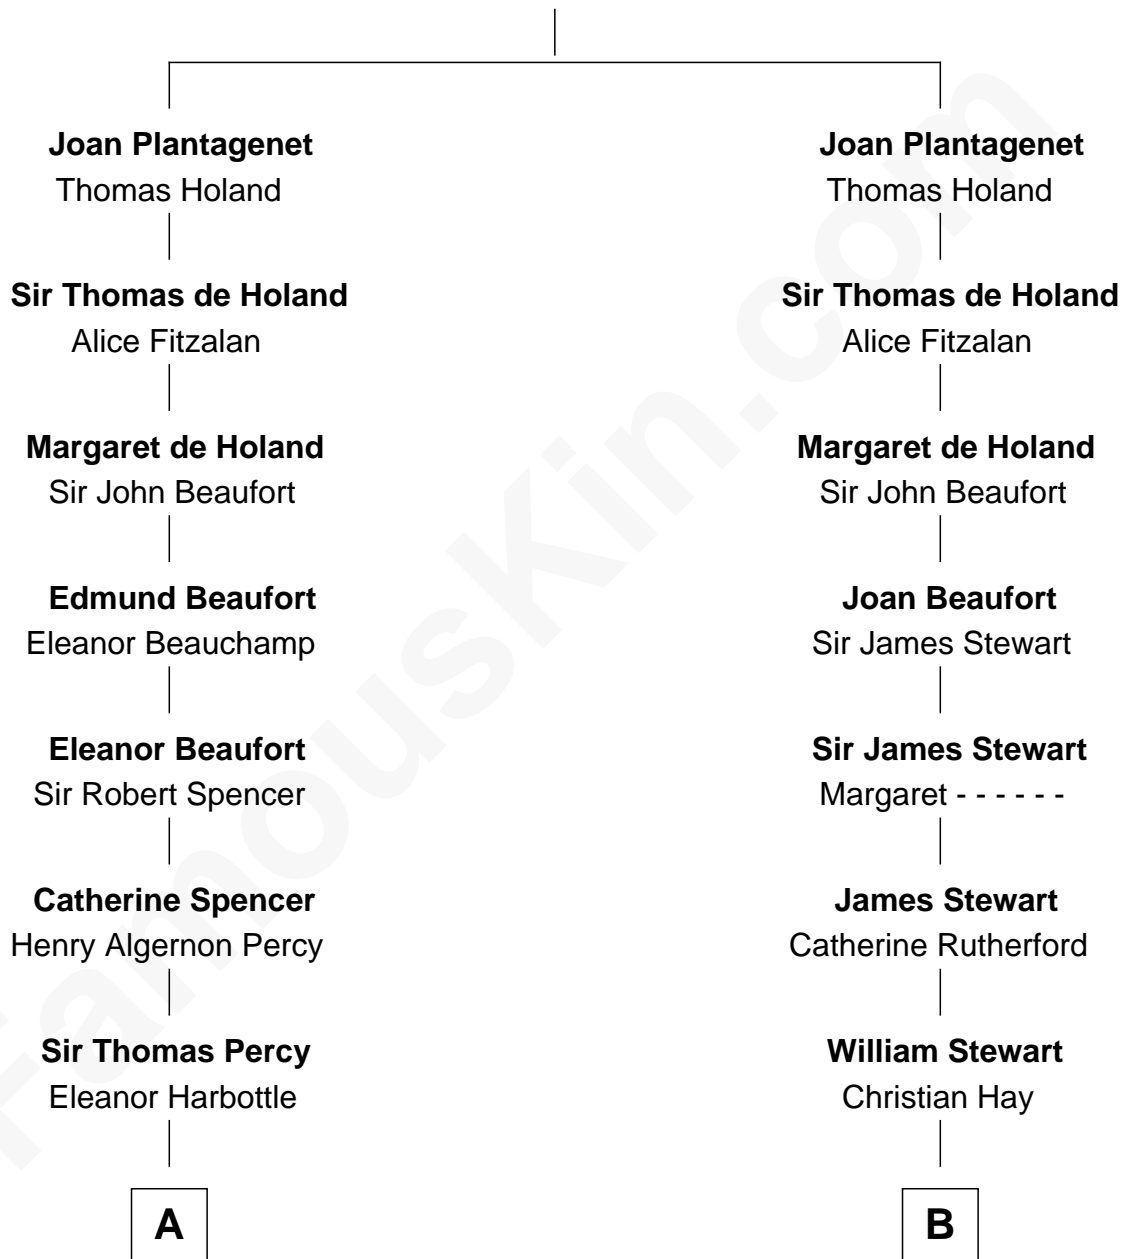 Joan Plantagenet
Thomas Holand
Sir Thomas de Holand
Alice Fitzalan
Margaret de Holand
Sir John Beaufort
Edmund Beaufort
Eleanor Beauchamp
Eleanor Beaufort
Sir Robert Spencer
Catherine Spencer
Henry Algernon Percy
Sir Thomas Percy
Eleanor Harbottle
A
Joan Plantagenet
Thomas Holand
Sir Thomas de Holand
Alice Fitzalan
Margaret de Holand
Sir John Beaufort
Joan Beaufort
Sir James Stewart
Sir James Stewart
Margaret - - - - - -
James Stewart
Catherine Rutherford
William Stewart
Christian Hay
B
FamousKin.com